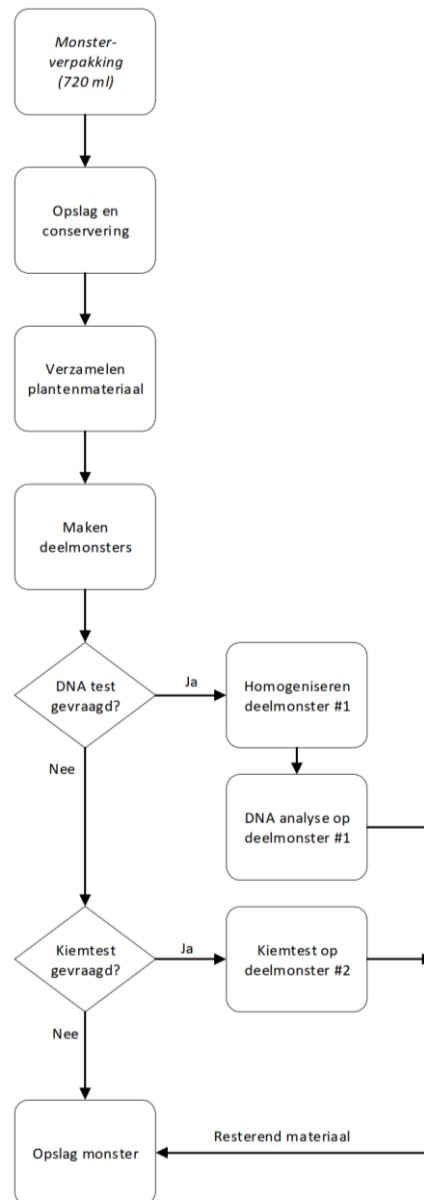 Monster-
verpakking
(720 ml)
Opslag en
conservering
Verzamelen
plantenmateriaal
Maken
deelmonsters
DNA test
gevraagd?
Ja
Homogeniseren
deelmonster #1
Nee
DNA analyse op
deelmonster #1
Kiemtest
gevraagd?
Ja
Kiemtest op
deelmonster #2
Nee
Opslag monster
Resterend materiaal